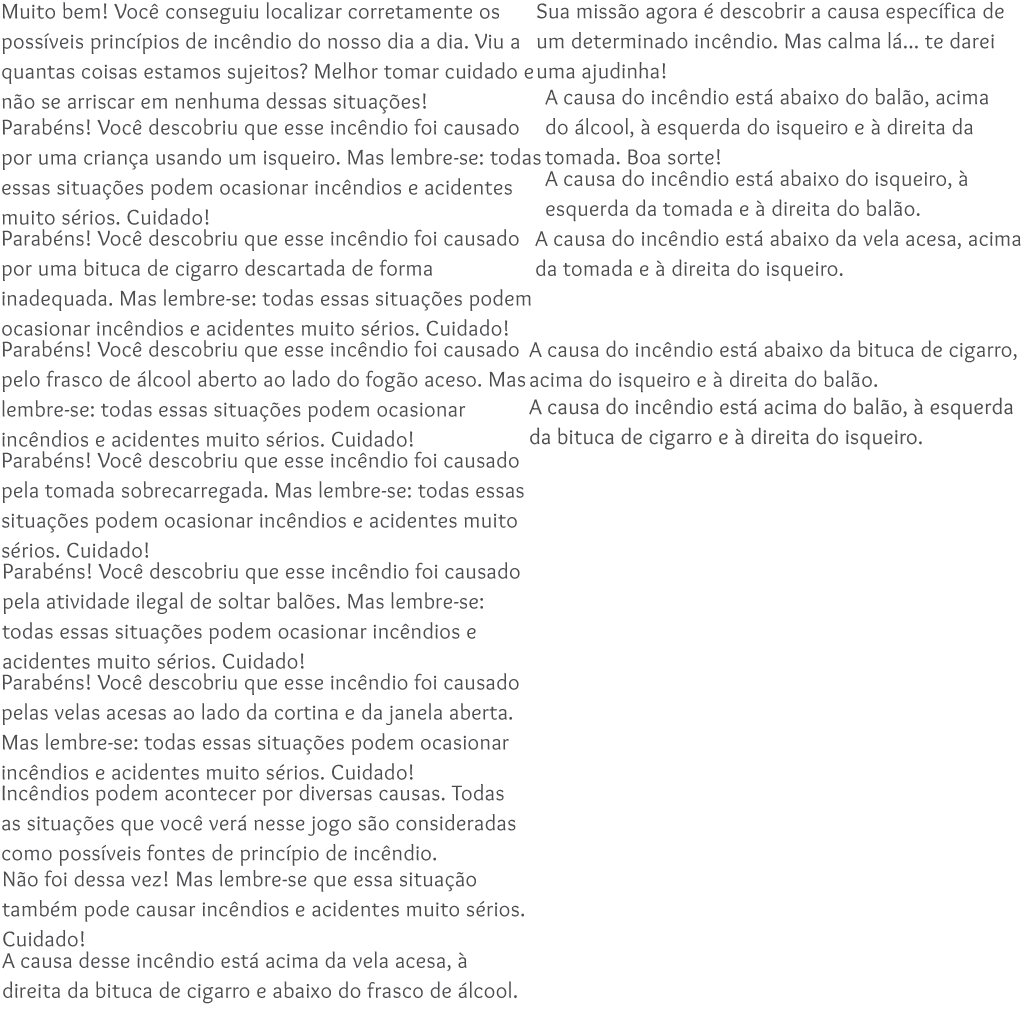 Muito bem! Você conseguiu localizar corretamente os
possíveis princípios de incêndio do nosso dia a dia. Viu a
quantas coisas estamos sujeitos? Melhor tomar cuidado e
não se arriscar em nenhuma dessas situações!
Parabéns! Você descobriu que esse incêndio foi causado
por uma criança usando um isqueiro. Mas lembre-se: todas
essas situações podem ocasionar incêndios e acidentes
muito sérios. Cuidado!
Parabéns! Você descobriu que esse incêndio foi causado
por uma bituca de cigarro descartada de forma
inadequada. Mas lembre-se: todas essas situações podem
ocasionar incêndios e acidentes muito sérios. Cuidado!
Parabéns! Você descobriu que esse incêndio foi causado
pelo frasco de álcool aberto ao lado do fogão aceso. Mas
lembre-se: todas essas situações podem ocasionar
incêndios e acidentes muito sérios. Cuidado!
Parabéns! Você descobriu que esse incêndio foi causado
pela tomada sobrecarregada. Mas lembre-se: todas essas
situações podem ocasionar incêndios e acidentes muito
sérios. Cuidado!
Parabéns! Você descobriu que esse incêndio foi causado
pela atividade ilegal de soltar balões. Mas lembre-se:
todas essas situações podem ocasionar incêndios e
acidentes muito sérios. Cuidado!
Parabéns! Você descobriu que esse incêndio foi causado
pelas velas acesas ao lado da cortina e da janela aberta.
Mas lembre-se: todas essas situações podem ocasionar
incêndios e acidentes muito sérios. Cuidado!
Incêndios podem acontecer por diversas causas. Todas
as situações que você verá nesse jogo são consideradas
como possíveis fontes de princípio de incêndio.
Não foi dessa vez! Mas lembre-se que essa situação
também pode causar incêndios e acidentes muito sérios.
Cuidado!
A causa desse incêndio está acima da vela acesa, à
direita da bituca de cigarro e abaixo do frasco de álcool.
Sua missão agora é descobrir a causa específica de
um determinado incêndio. Mas calma lá... te darei
uma ajudinha!
A causa do incêndio está abaixo do balão, acima
do álcool, à esquerda do isqueiro e à direita da
tomada. Boa sorte!
A causa do incêndio está abaixo do isqueiro, à
esquerda da tomada e à direita do balão.
A causa do incêndio está abaixo da vela acesa, acima
da tomada e à direita do isqueiro.
A causa do incêndio está abaixo da bituca de cigarro,
acima do isqueiro e à direita do balão.
A causa do incêndio está acima do balão, à esquerda
da bituca de cigarro e à direita do isqueiro.